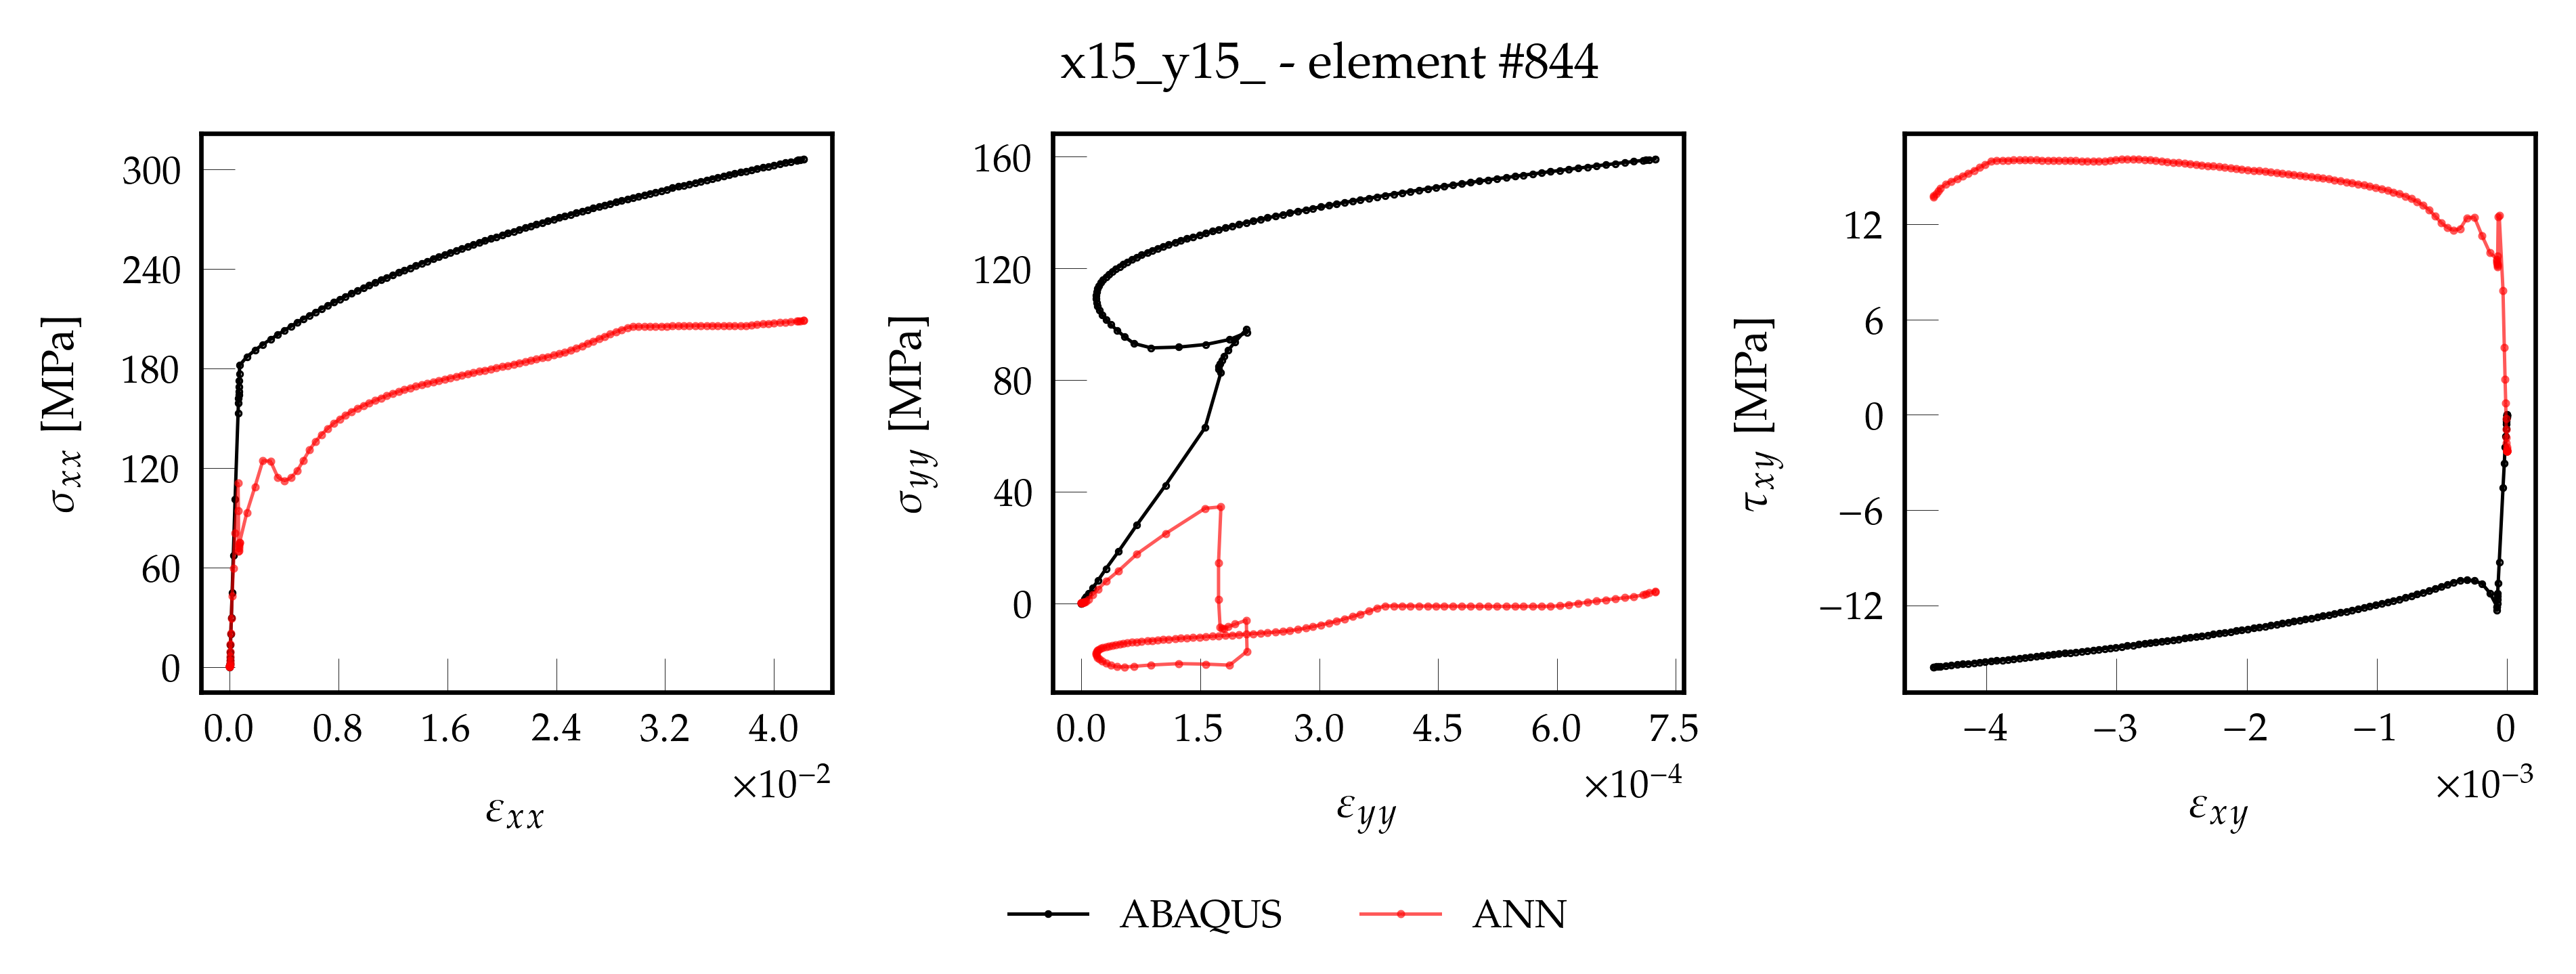 x15_y15_ - element #844
σxx [MPa]
300
240
180
120
60
0
0.0 0.8 1.6 2.4 3.2 4.0
×10−2
εxx
σyy [MPa]
160
120
80
40
0
0.0 1.5 3.0 4.5 6.0 7.5
×10−4
εyy
τxy [MPa]
12
6
0
−6
−12
−4 −3 −2 −1 0
×10−3
εxy
ABAQUS ANN